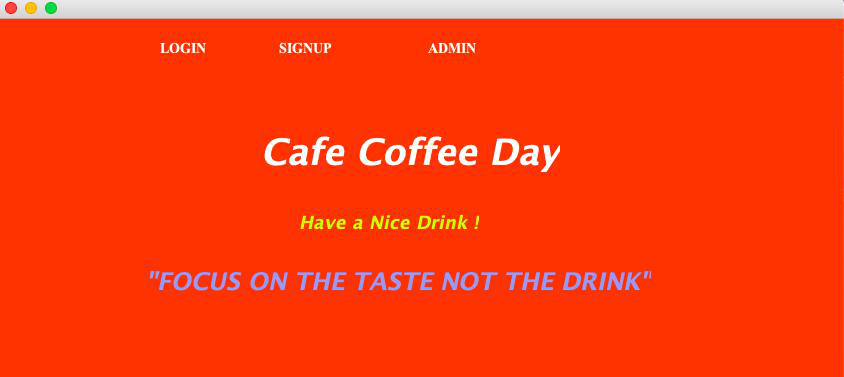 LOGIN SIGNUP ADMIN
Cafe Coffee Day
Have a Nice Drink !
"FOCUS ON THE TASTE NOT THE DRINK"